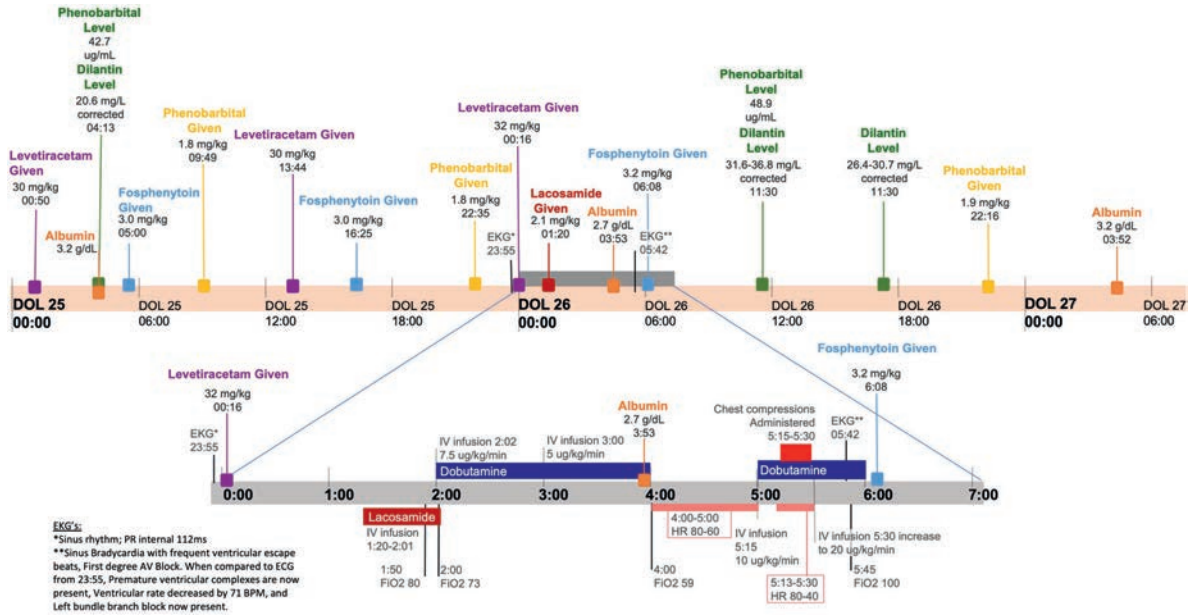 Phenobarbital
Level
42.7
ug/mL
Dilantin
Level
20.6 mg/L
corrected
04:13
Levetiracetam
Given
30 mg/kg
00:50
Albumin
3.2 g/dL
Fosphenytoin
Given
3.0 mg/kg
05:00
Phenobarbital
Given
1.8 mg/kg
09:49
Levetiracetam Given
30 mg/kg
13:44
Fosphenytoin Given
3.0 mg/kg
16:25
Phenobarbital
Given
1.8 mg/kg
22:35
EKG*
23:55
Levetiracetam Given
32 mg/kg
00:16
Lacosamide
Given
2.1 mg/kg
01:20
Albumin
2.7 g/dL
03:53
Fosphenytoin Given
3.2 mg/kg
06:08
EKG**
05:42
Phenobarbital
Level
48.9
ug/mL
Dilantin
Level
31.6-36.8 mg/L
corrected
11:30
Dilantin
Level
26.4-30.7 mg/L
corrected
11:30
Phenobarbital
Given
1.9 mg/kg
22:16
Albumin
3.2 g/dL
03:52
DOL 25
00:00
DOL 25
06:00
DOL 25
12:00
DOL 25
18:00
DOL 26
00:00
DOL 26
06:00
DOL 26
12:00
DOL 26
18:00
DOL 27
00:00
DOL 27
06:00
Levetiracetam Given
32 mg/kg
00:16
EKG*
23:55
IV infusion 2:02
7.5 ug/kg/min
IV infusion 3:00
5 ug/kg/min
Dobutamine
Albumin
2.7 g/dL
3:53
Chest compressions
Administered
5:15-5:30
Dobutamine
EKG**
05:42
Fosphenytoin Given
3.2 mg/kg
6:08
0:00
1:00
2:00
3:00
4:00
5:00
6:00
7:00
Lacosamide
IV infusion
1:20-2:01
1:50
FiO2 80
2:00
FiO2 73
4:00
FiO2 59
4:00-5:00
HR 80-60
IV infusion
5:15
10 ug/kg/min
5:13-5:30
HR 80-40
IV infusion 5:30 increase
to 20 ug/kg/min
5:45
FiO2 100
EKG's:
*Sinus rhythm; PR internal 112ms
**Sinus Bradycardia with frequent ventricular escape
beats, First degree AV Block. When compared to ECG
from 23:55, Premature ventricular complexes are now
present, Ventricular rate decreased by 71 BPM, and
Left bundle branch block now present.